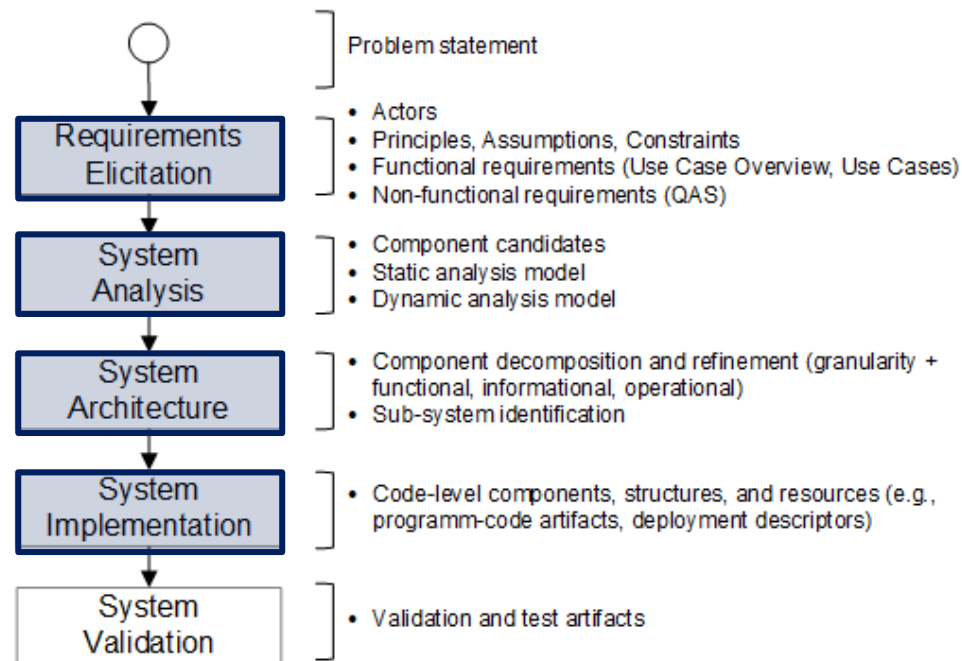 Problem statement
Requirements
Elicitation
• Actors
• Principles, Assumptions, Constraints
• Functional requirements (Use Case Overview, Use Cases)
• Non-functional requirements (QAS)
System
Analysis
• Component candidates
• Static analysis model
• Dynamic analysis model
System
Architecture
• Component decomposition and refinement (granularity +
functional, informational, operational)
• Sub-system identification
System
Implementation
• Code-level components, structures, and resources (e.g.,
programm-code artifacts, deployment descriptors)
System
Validation
• Validation and test artifacts